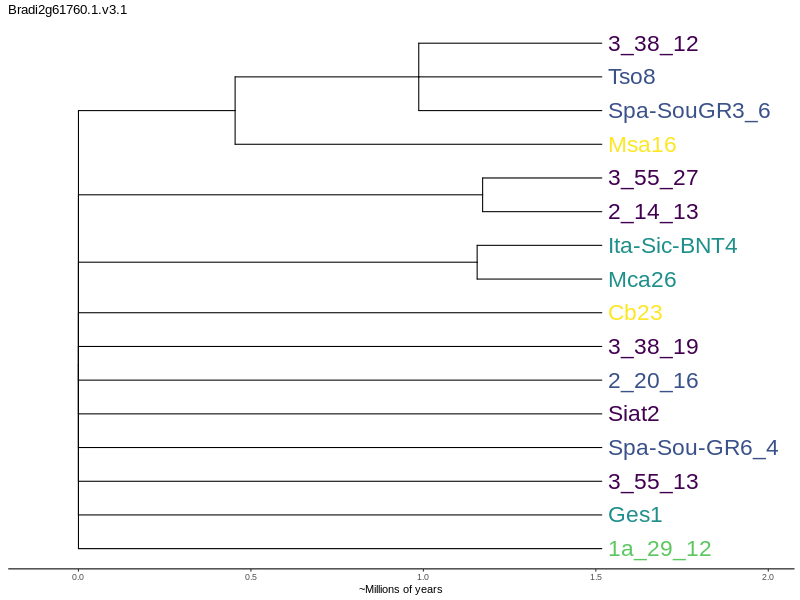 Bradi2g61760.1.v3.1
3_38_12
Tso8
Spa-SouGR3_6
Msa16
3_55_27
2_14_13
Ita-Sic-BNT4
Mca26
Cb23
3_38_19
2_20_16
Siat2
Spa-Sou-GR6_4
3_55_13
Ges1
1a_29_12
0.0 0.5 1.0 1.5 2.0
~Millions of years